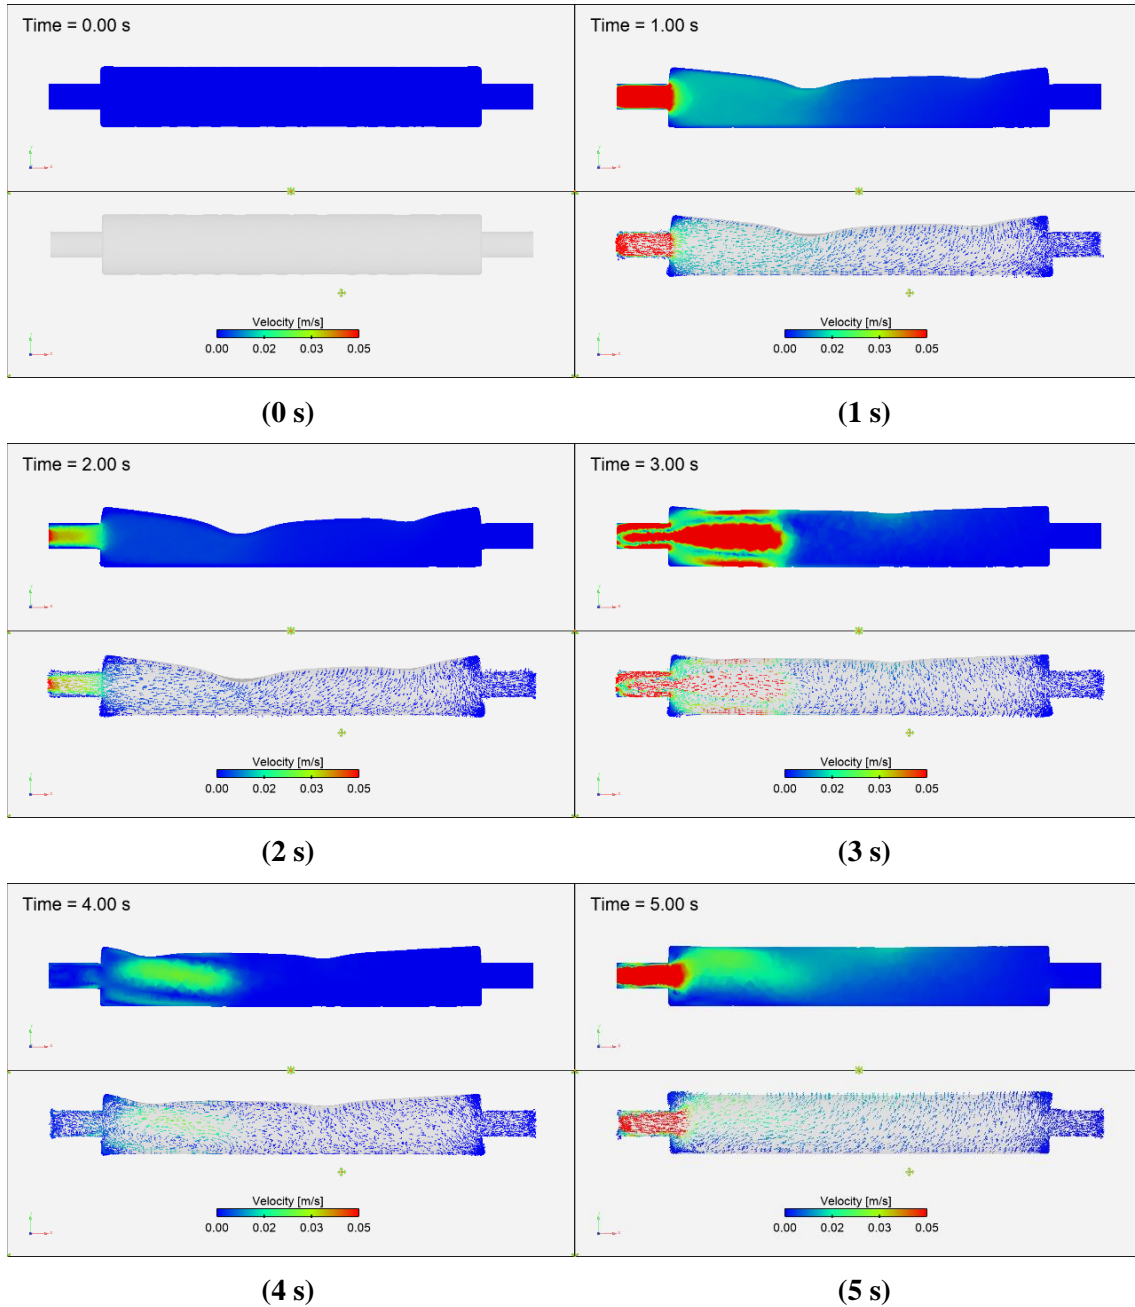 Time = 0.00 s
Velocity [m/s]
0.00 0.02 0.03 0.05
(0 s)
Time = 1.00 s
Velocity [m/s]
0.00 0.02 0.03 0.05
(1 s)
Time = 2.00 s
Velocity [m/s]
0.00 0.02 0.03 0.05
(2 s)
Time = 3.00 s
Velocity [m/s]
0.00 0.02 0.03 0.05
(3 s)
Time = 4.00 s
Velocity [m/s]
0.00 0.02 0.03 0.05
(4 s)
Time = 5.00 s
Velocity [m/s]
0.00 0.02 0.03 0.05
(5 s)